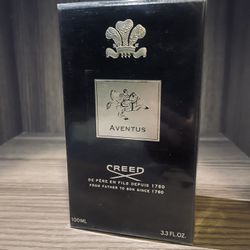 AVENTUS
CREED
DE PÈRE EN FILS DEPUIS 1760
FROM FATHER TO SON SINCE 1760
100ML
3.3 FL.OZ.